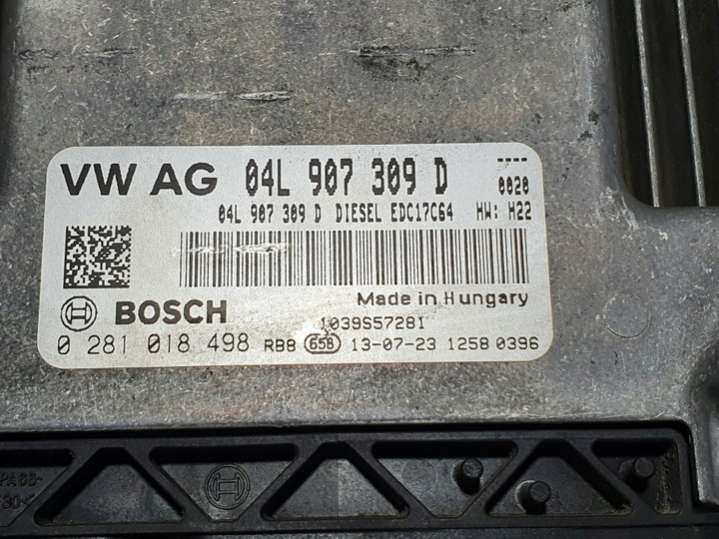 VW AG 04L 907 309 D ---- 0020
04L 907 309 D DIESEL EDC17C64 HW: H22
Made in Hungary
BOSCH 1039S57281
0 281 018 498 RB8 658 13-07-23 1258 0396
PA66-